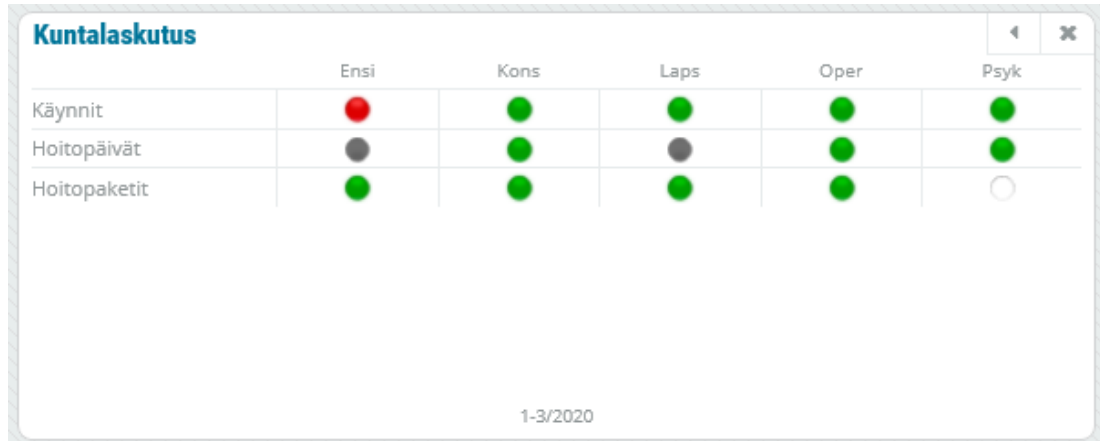 Kuntalaskutus
Ensi Kons Laps Oper Psyk
Käynnit
Hoitopäivät
Hoitopaketit
1-3/2020